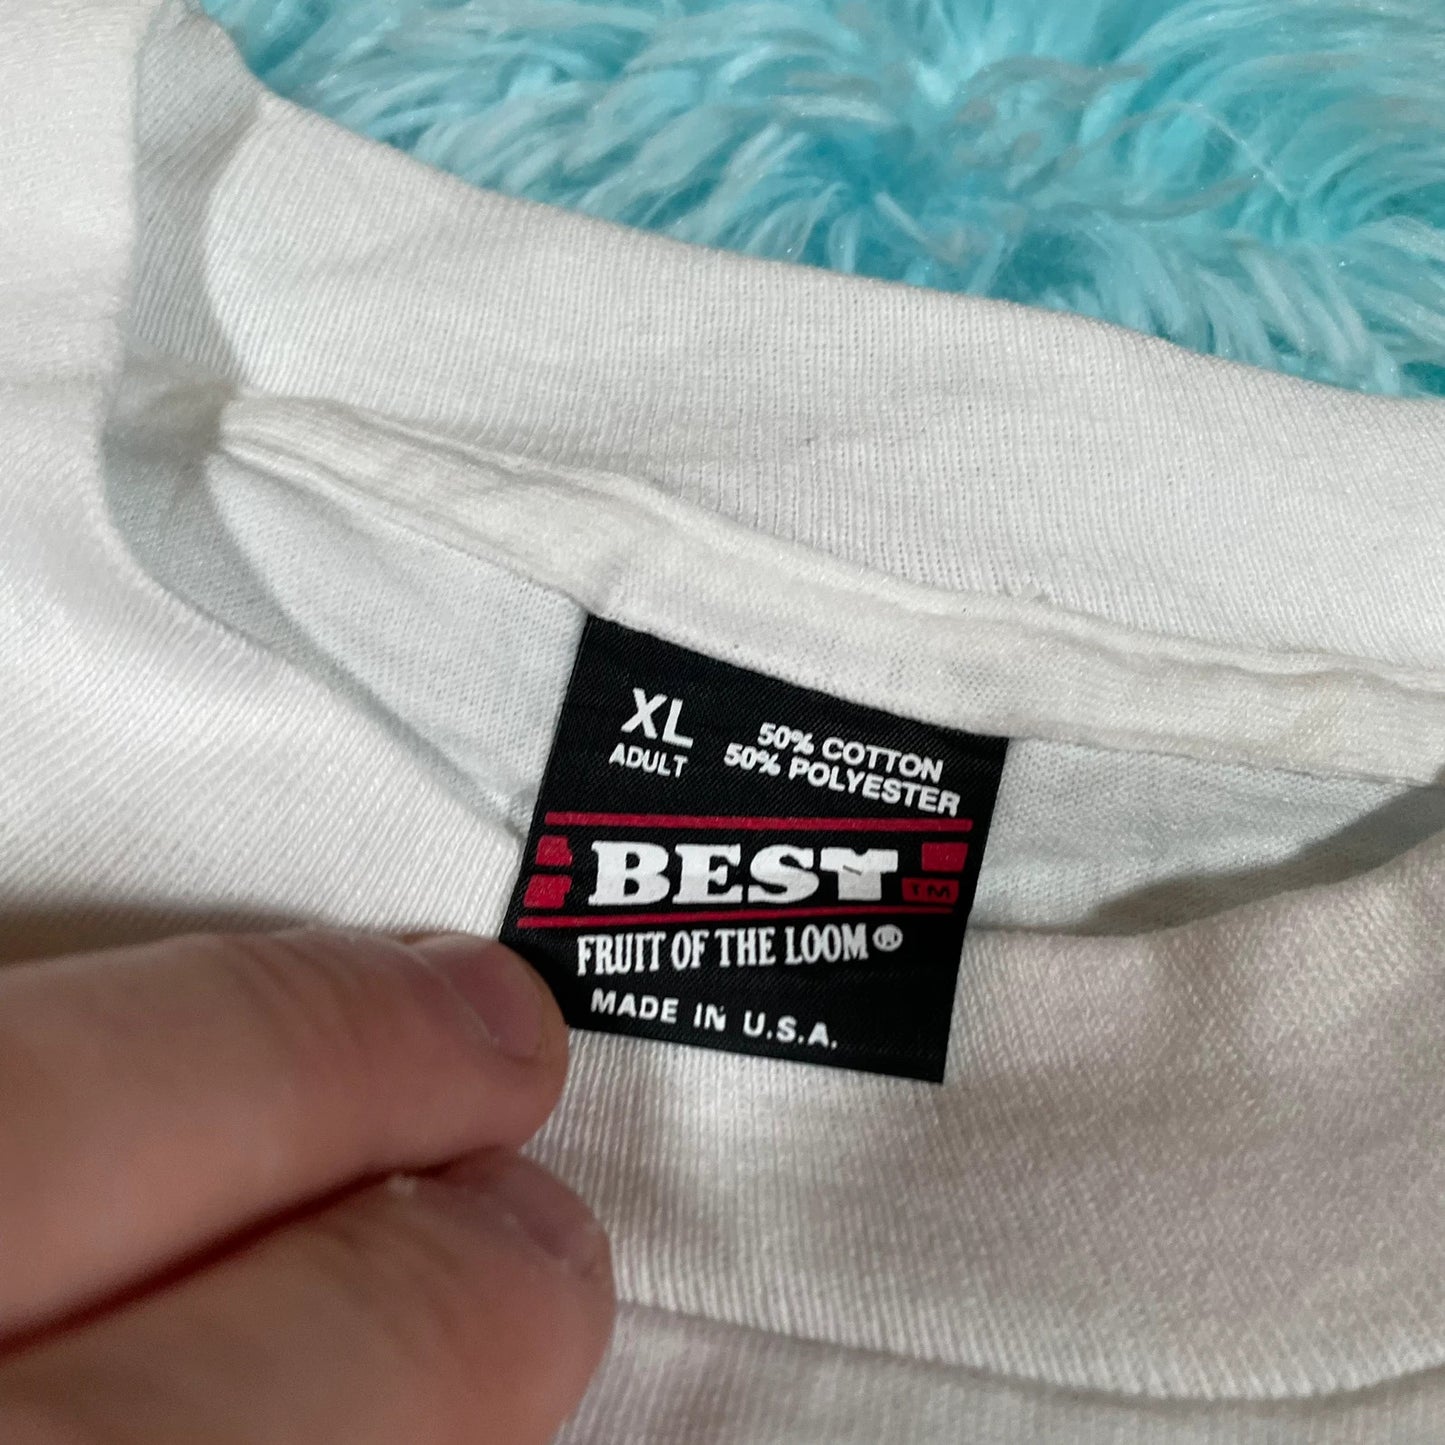 XL
ADULT
50% COTTON
50% POLYESTER
BEST TM
FRUIT OF THE LOOM®
MADE IN U.S.A.